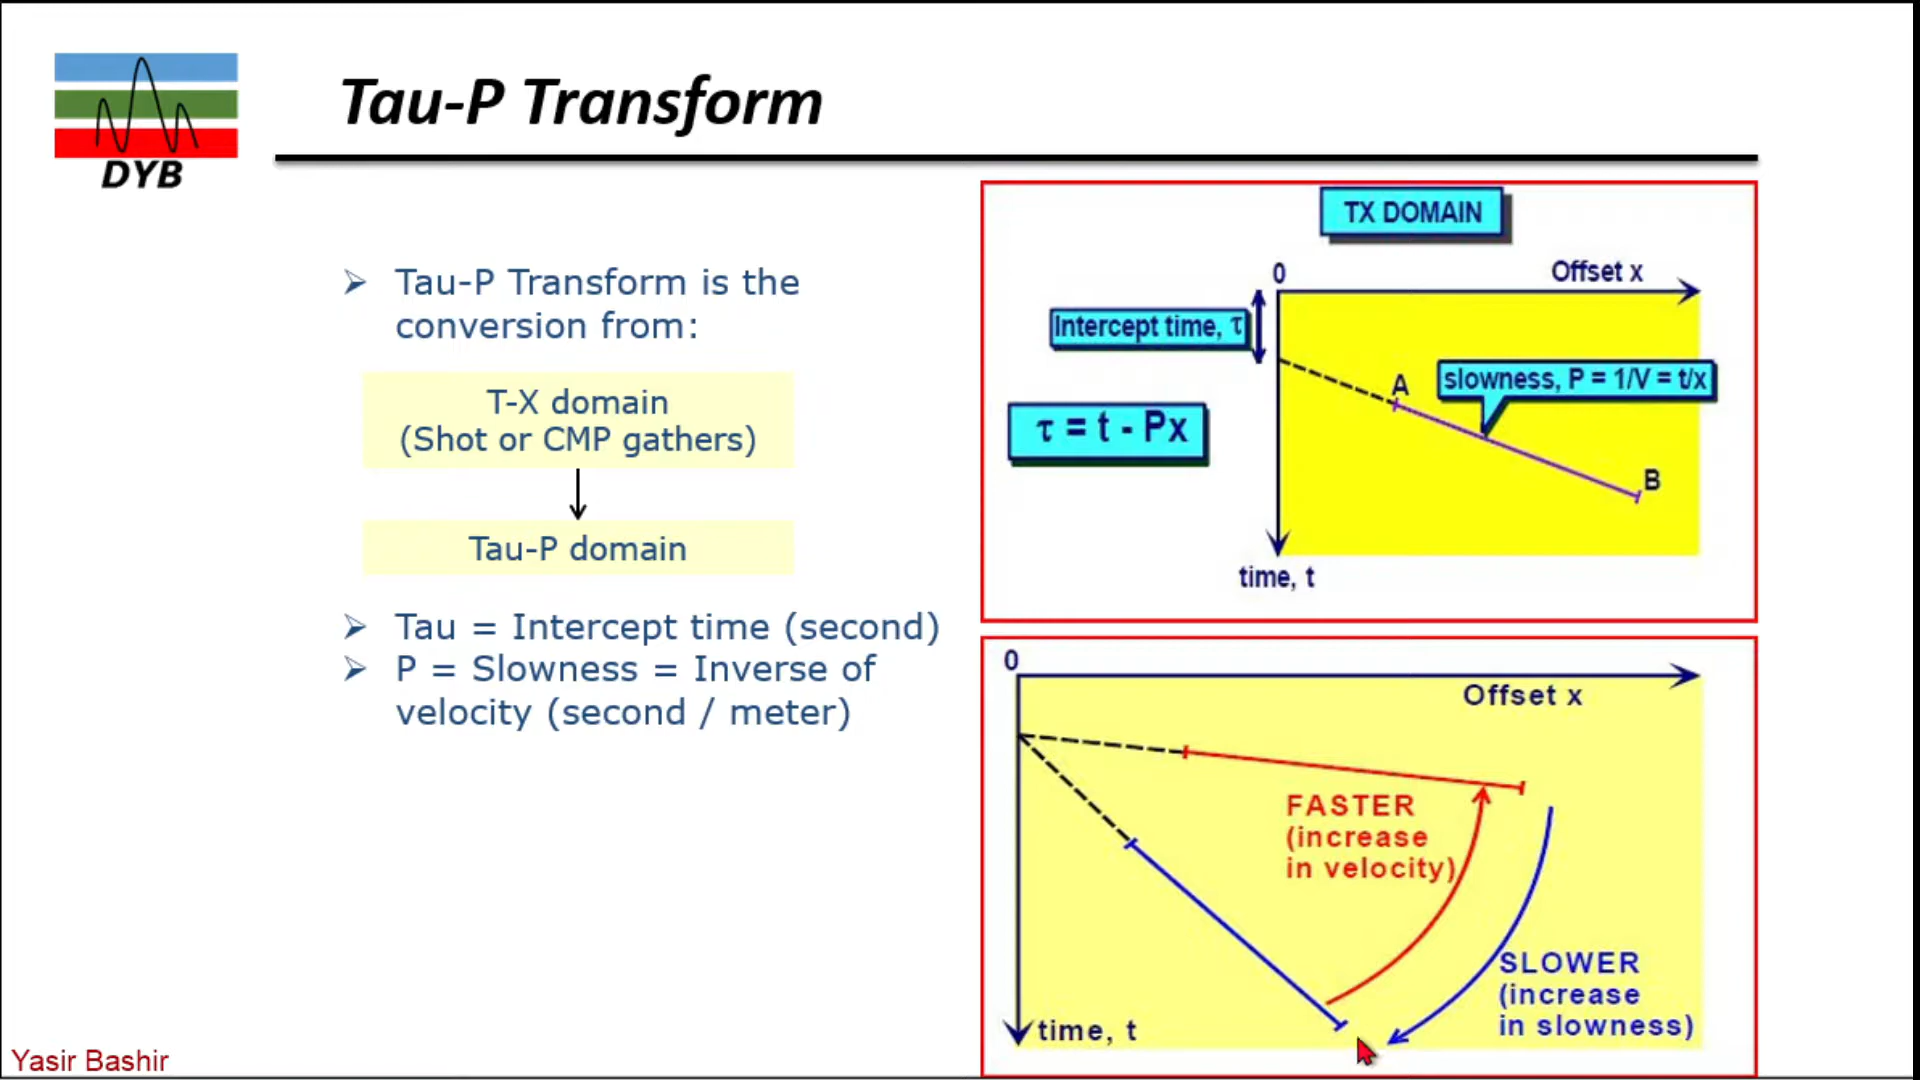 DYB
Tau-P Transform
➢ Tau-P Transform is the
conversion from:
T-X domain
(Shot or CMP gathers)
Tau-P domain
➢ Tau = Intercept time (second)
➢ P = Slowness = Inverse of
velocity (second / meter)
TX DOMAIN
0
Offset x
Intercept time, τ
A
slowness, P = 1/V = t/x
τ = t - Px
B
time, t
0
Offset x
FASTER
(increase
in velocity)
SLOWER
(increase
in slowness)
time, t
Yasir Bashir